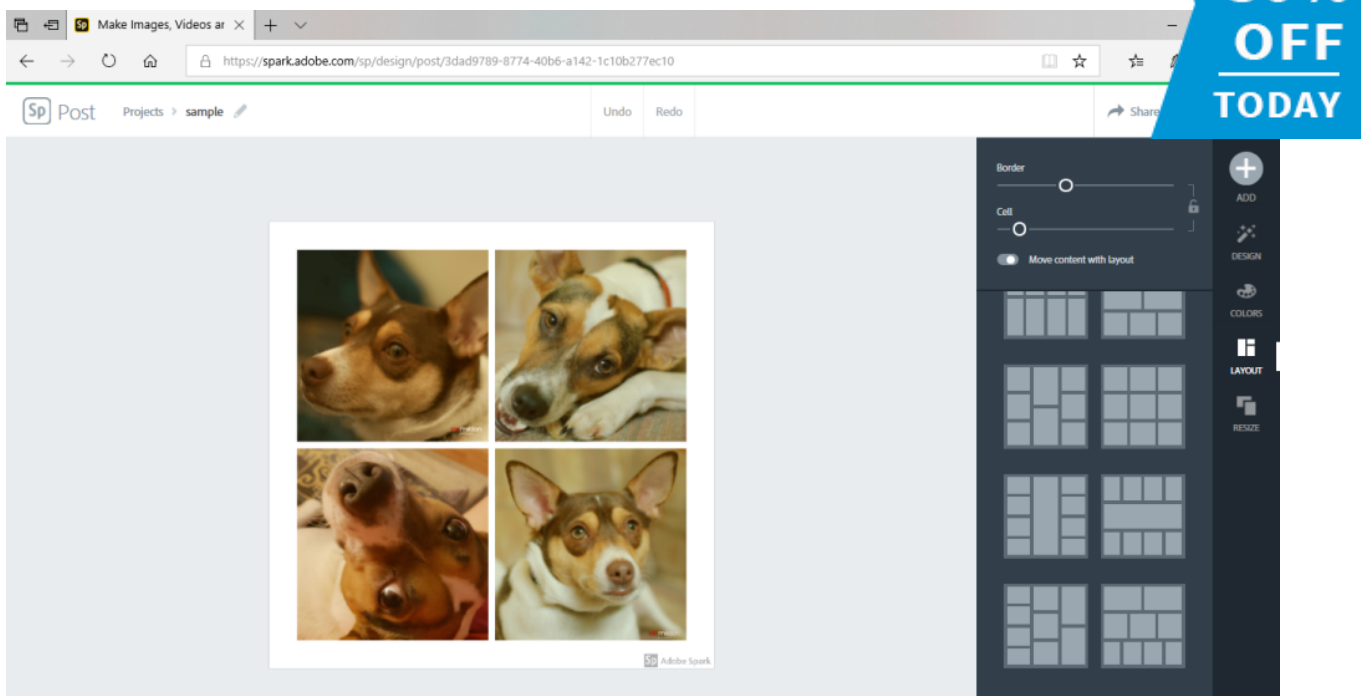 OFF
TODAY
Sp Make Images, Videos ar
https://spark.adobe.com/sp/design/post/3dad9789-8774-40b6-a142-1c10b277ec10
Sp Post Projects > sample Undo Redo Share
Border
Cell
Move content with layout
ADD
DESIGN
COLORS
LAYOUT
RESIZE
Sp Adobe Spark